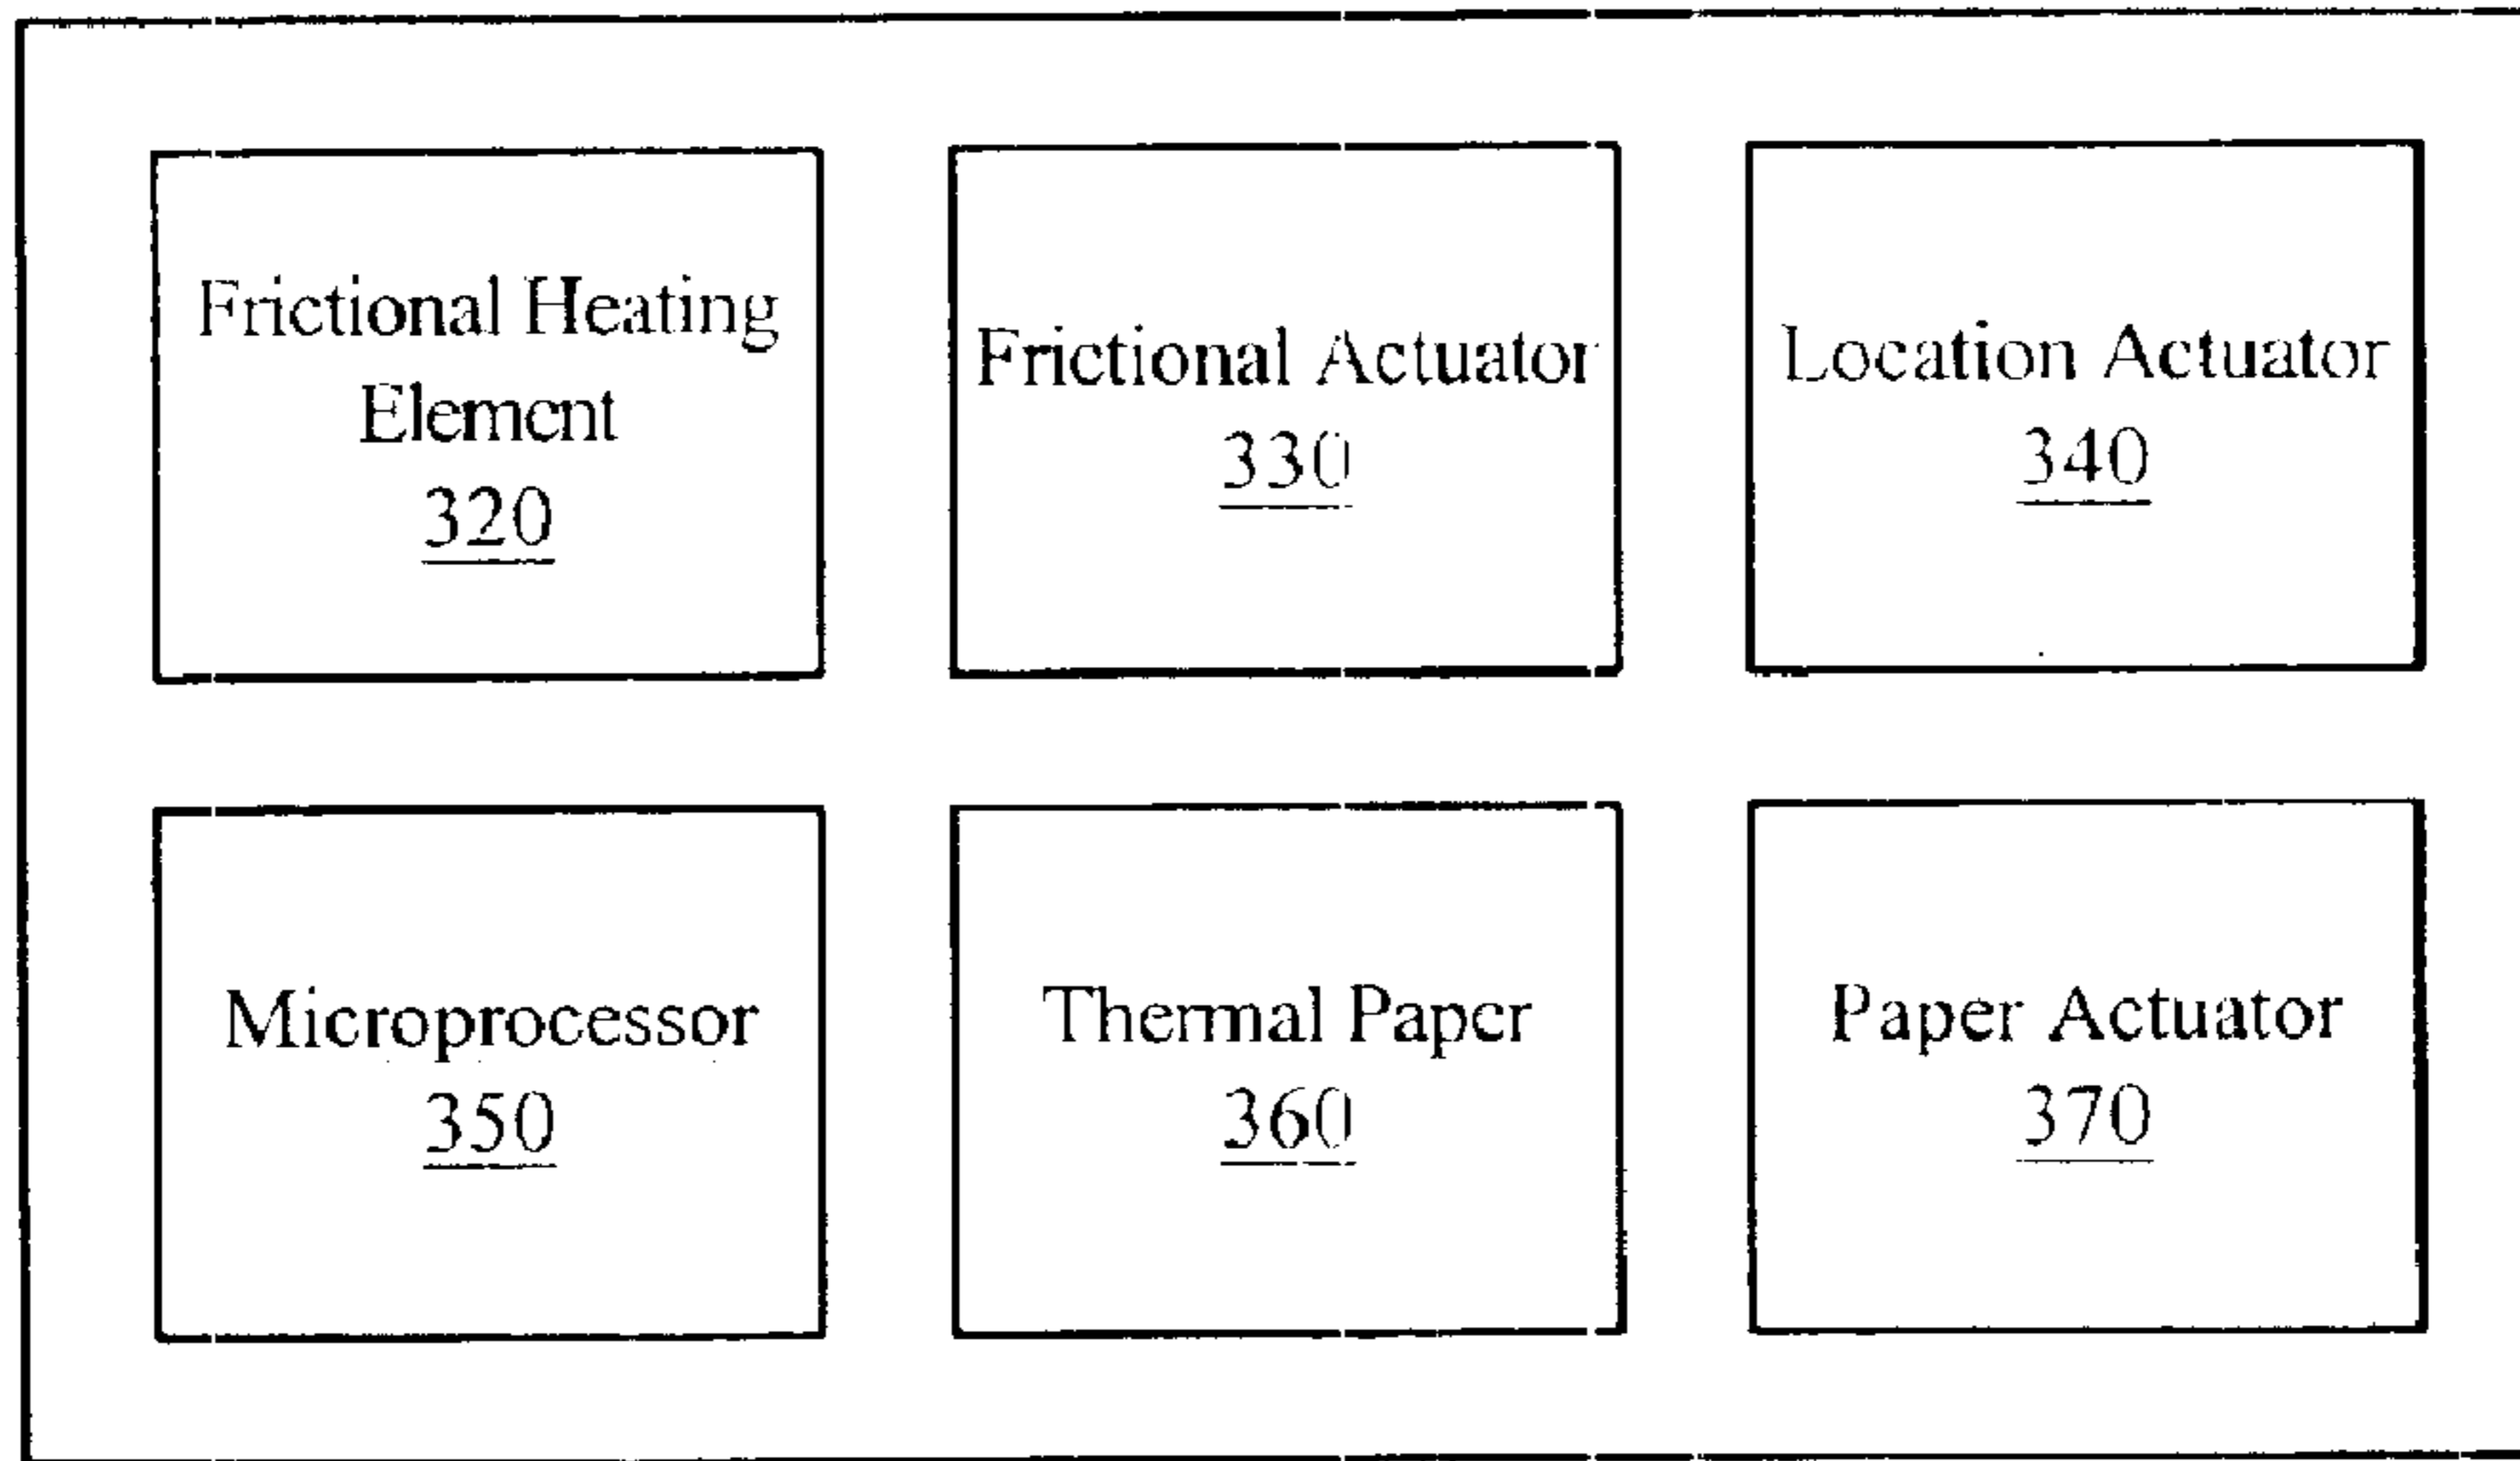 Frictional Heating
Element
320
Frictional Actuator
330
Location Actuator
340
Microprocessor
350
Thermal Paper
360
Paper Actuator
370